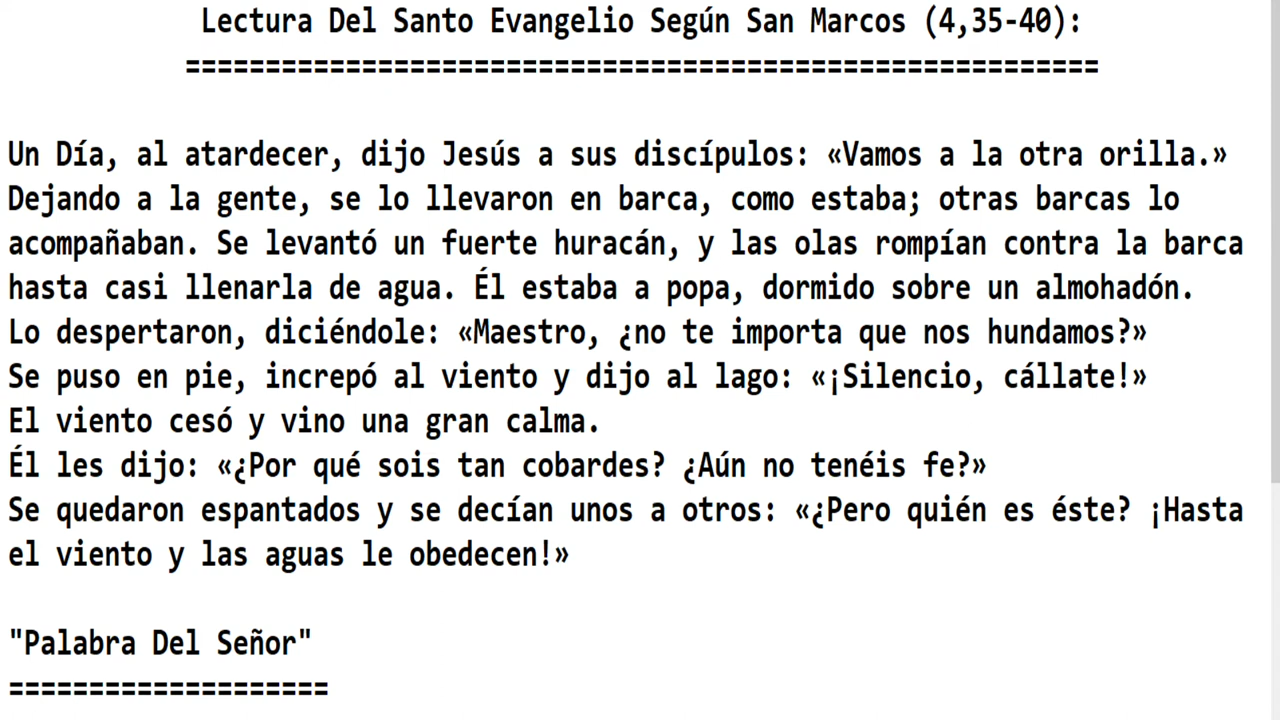 Lectura Del Santo Evangelio Según San Marcos (4,35-40):
=========================================================
Un Día, al atardecer, dijo Jesús a sus discípulos: «Vamos a la otra orilla.»
Dejando a la gente, se lo llevaron en barca, como estaba; otras barcas lo
acompañaban. Se levantó un fuerte huracán, y las olas rompían contra la barca
hasta casi llenarla de agua. Él estaba a popa, dormido sobre un almohadón.
Lo despertaron, diciéndole: «Maestro, ¿no te importa que nos hundamos?»
Se puso en pie, increpó al viento y dijo al lago: «¡Silencio, cállate!»
El viento cesó y vino una gran calma.
Él les dijo: «¿Por qué sois tan cobardes? ¿Aún no tenéis fe?»
Se quedaron espantados y se decían unos a otros: «¿Pero quién es éste? ¡Hasta
el viento y las aguas le obedecen!»
"Palabra Del Señor"
====================